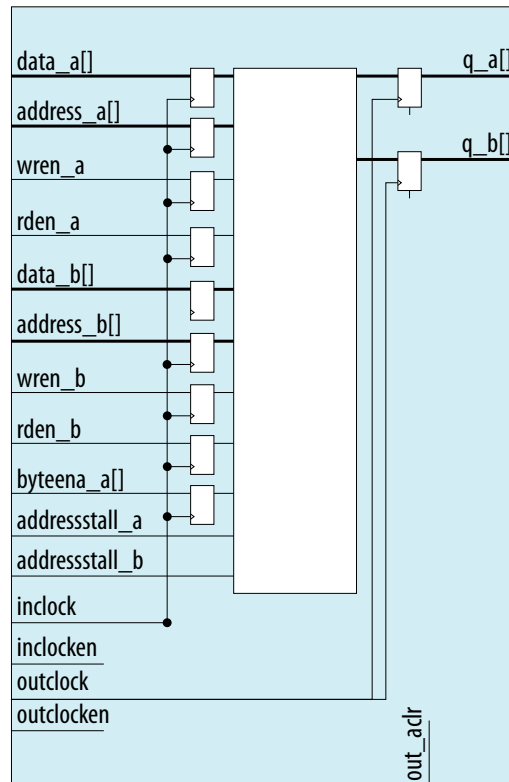 data_a[]
address_a[]
wren_a
rden_a
data_b[]
address_b[]
wren_b
rden_b
byteena_a[]
addressstall_a
addressstall_b
inclock
inclocken
outclock
outclocken
q_a[]
q_b[]
out_aclr